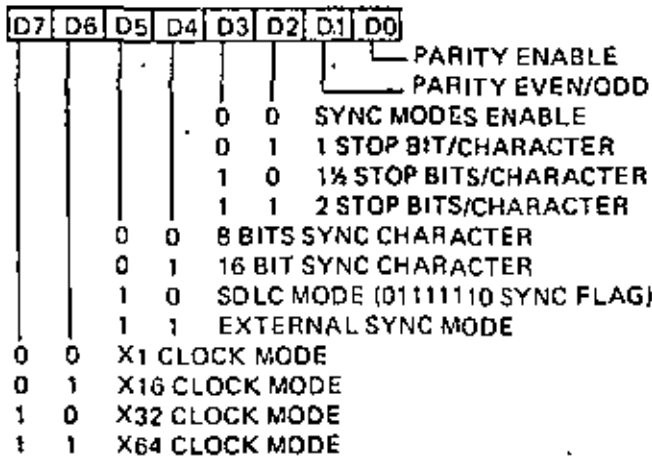 D7 D6 D5 D4 D3 D2 D1 D0
PARITY ENABLE
PARITY EVEN/ODD
0 0 SYNC MODES ENABLE
0 1 1 STOP BIT/CHARACTER
1 0 1½ STOP BITS/CHARACTER
1 1 2 STOP BITS/CHARACTER
0 0 8 BITS SYNC CHARACTER
0 1 16 BIT SYNC CHARACTER
1 0 SDLC MODE (01111110 SYNC FLAG)
1 1 EXTERNAL SYNC MODE
0 0 X1 CLOCK MODE
0 1 X16 CLOCK MODE
1 0 X32 CLOCK MODE
1 1 X64 CLOCK MODE